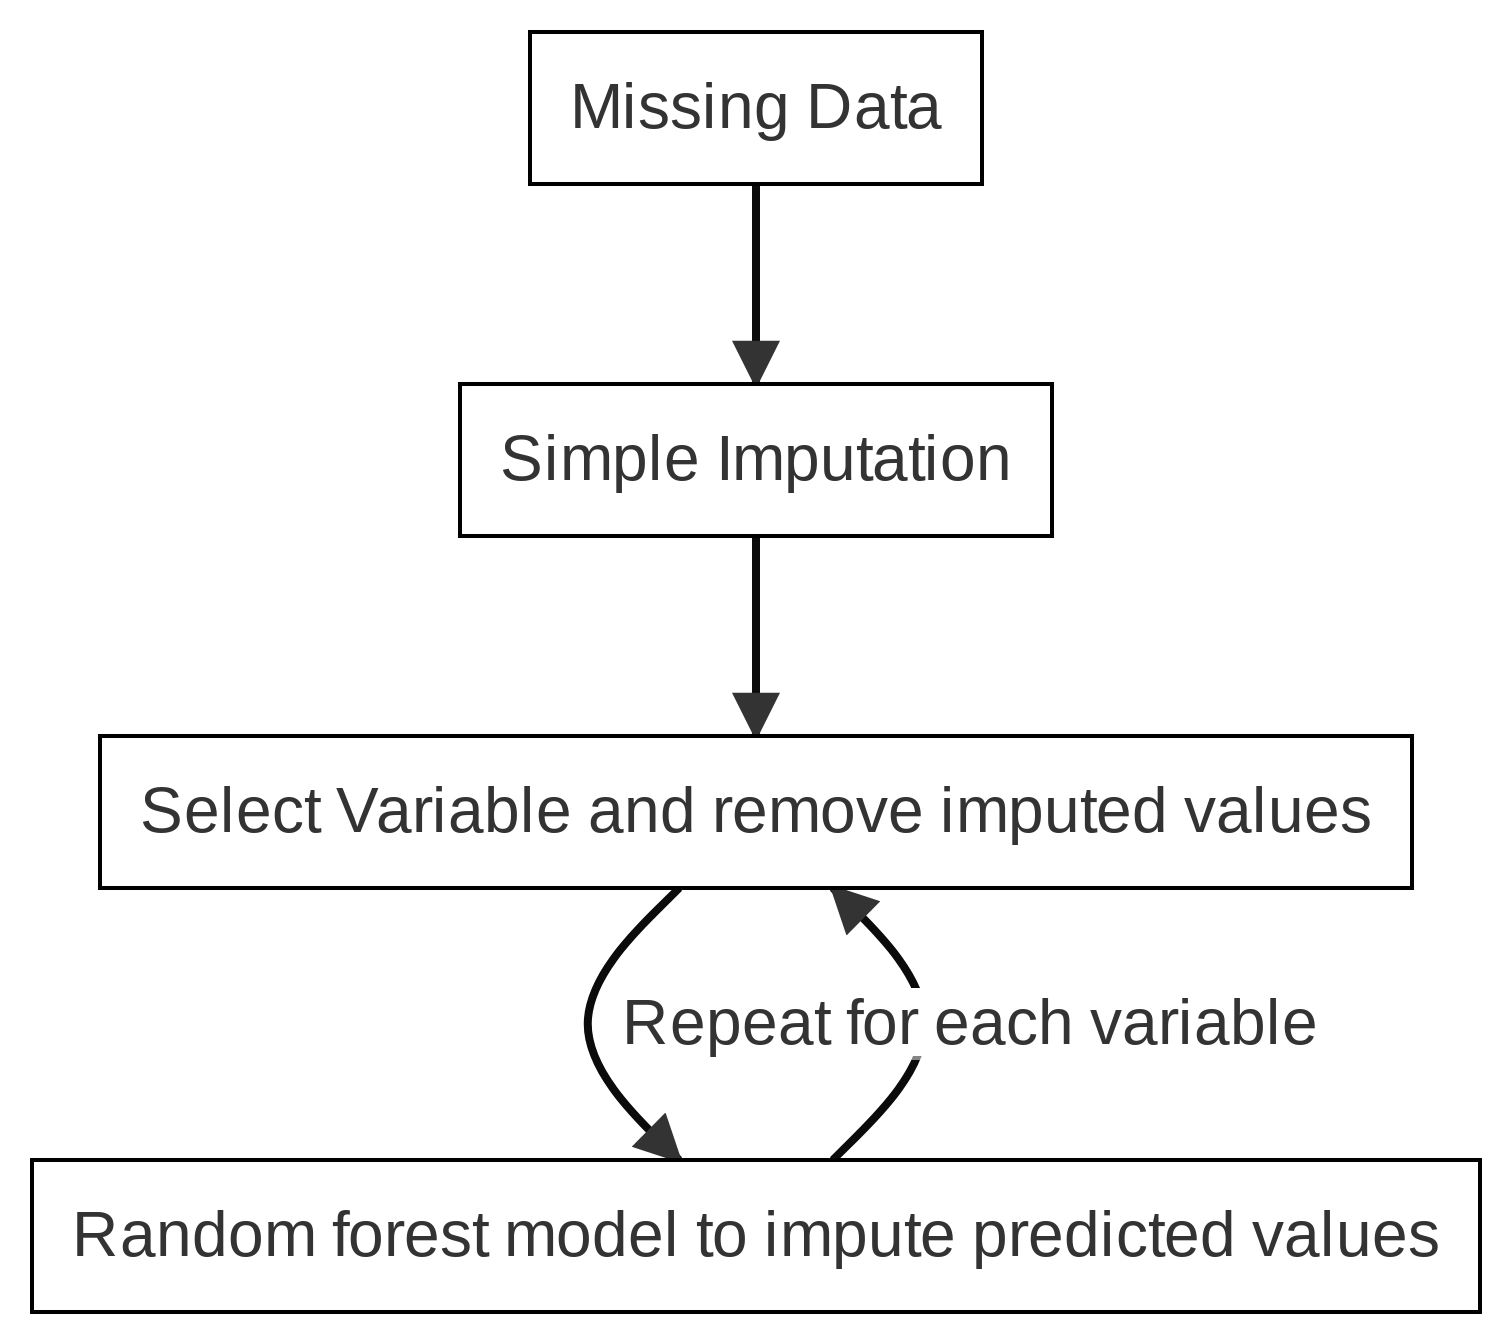 Missing Data
Simple Imputation
Select Variable and remove imputed values
Repeat for each variable
Random forest model to impute predicted values